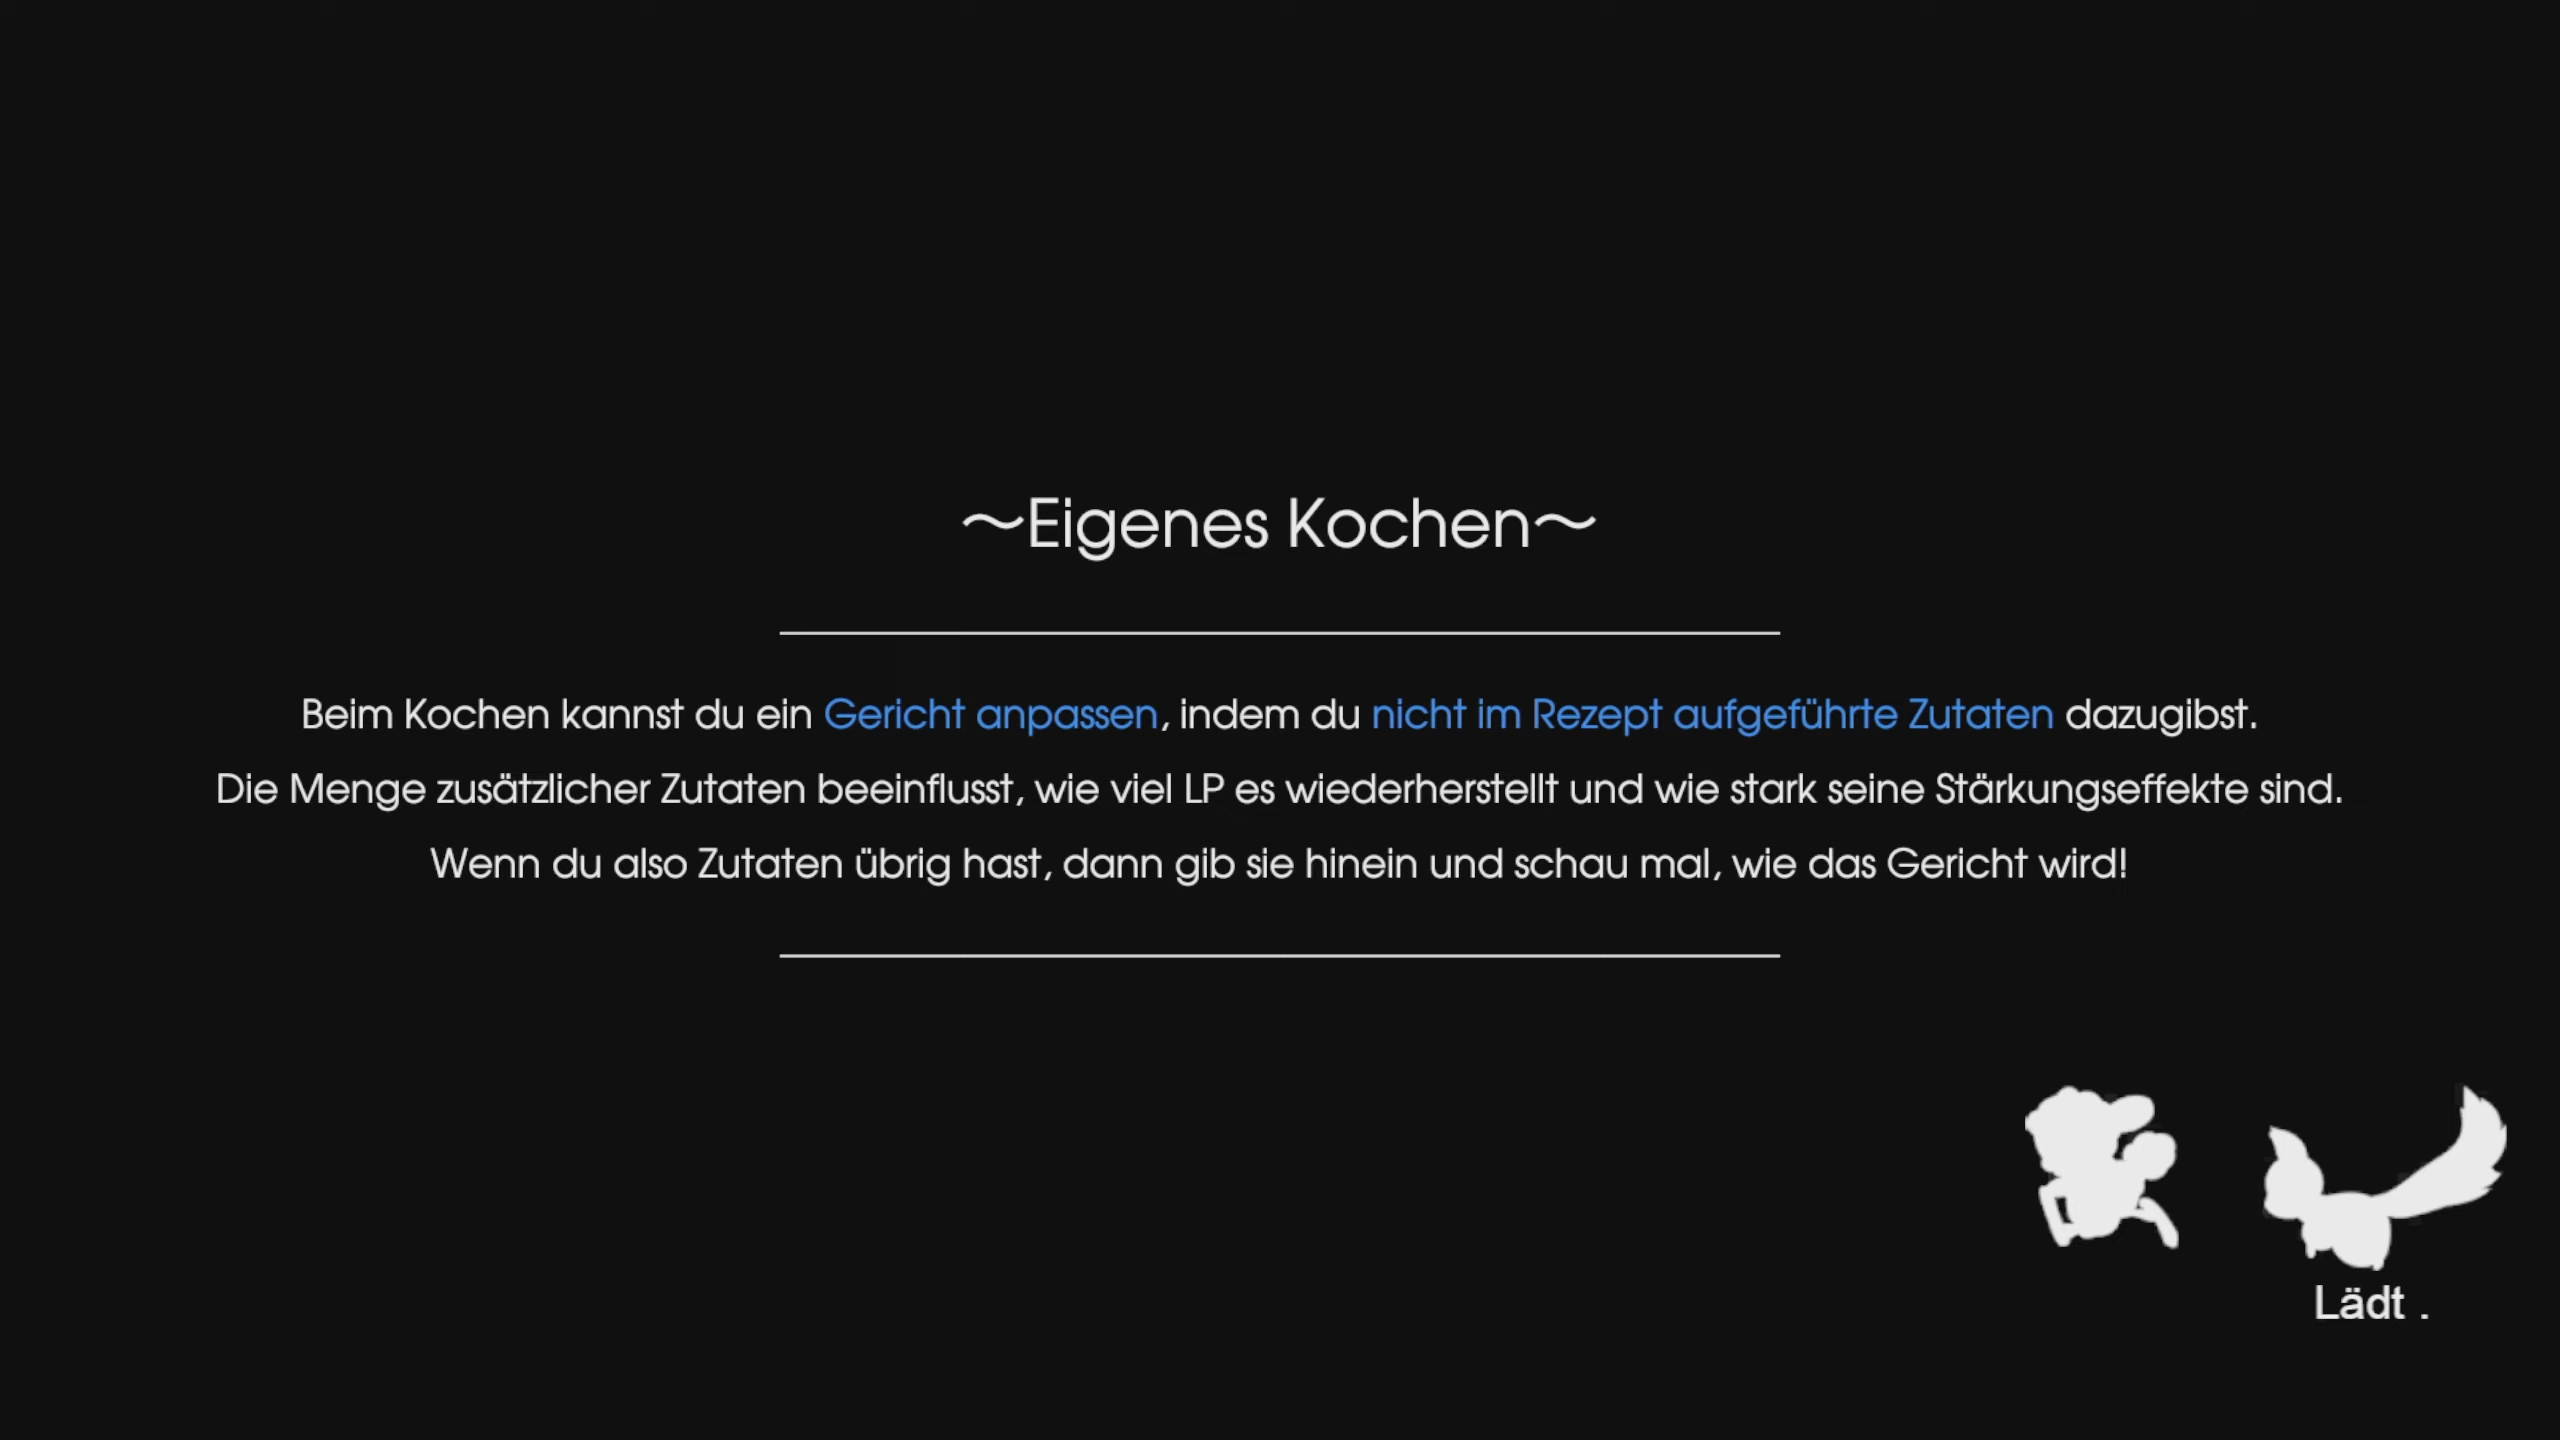 ～Eigenes Kochen～
Beim Kochen kannst du ein Gericht anpassen, indem du nicht im Rezept aufgeführte Zutaten dazugibst.
Die Menge zusätzlicher Zutaten beeinflusst, wie viel LP es wiederherstellt und wie stark seine Stärkungseffekte sind.
Wenn du also Zutaten übrig hast, dann gib sie hinein und schau mal, wie das Gericht wird!
Lädt .